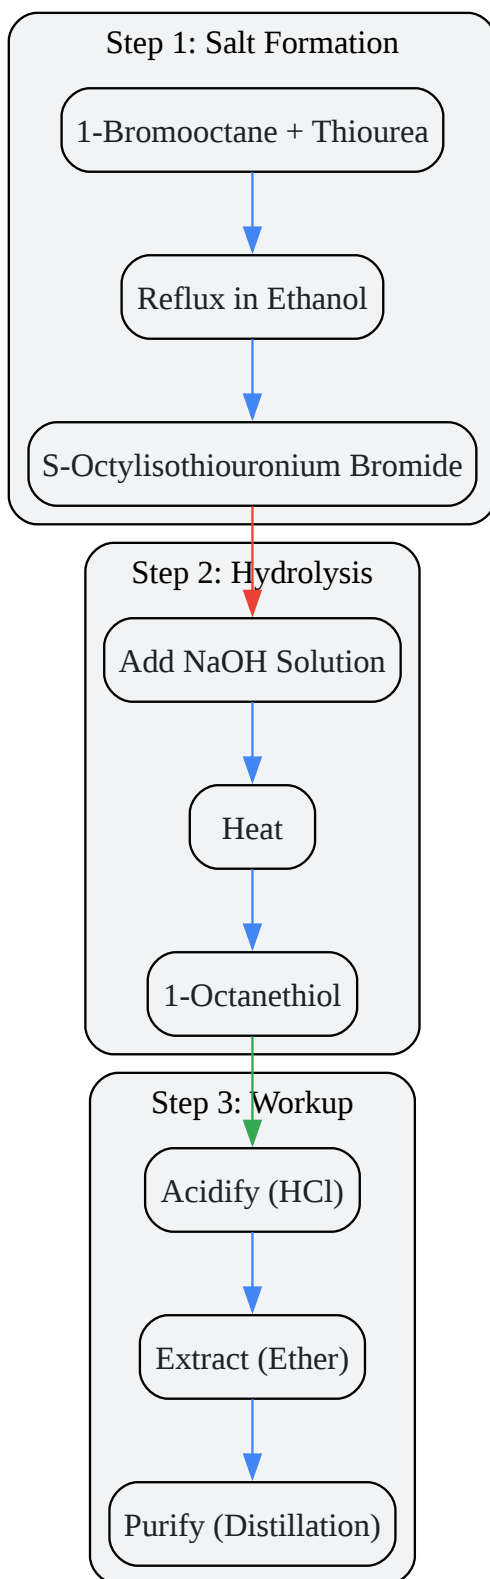 Step 1: Salt Formation
1-Bromooctane + Thiourea
Reflux in Ethanol
S-Octylisothiouronium Bromide
Step 2: Hydrolysis
Add NaOH Solution
Heat
1-Octanethiol
Step 3: Workup
Acidify (HCl)
Extract (Ether)
Purify (Distillation)